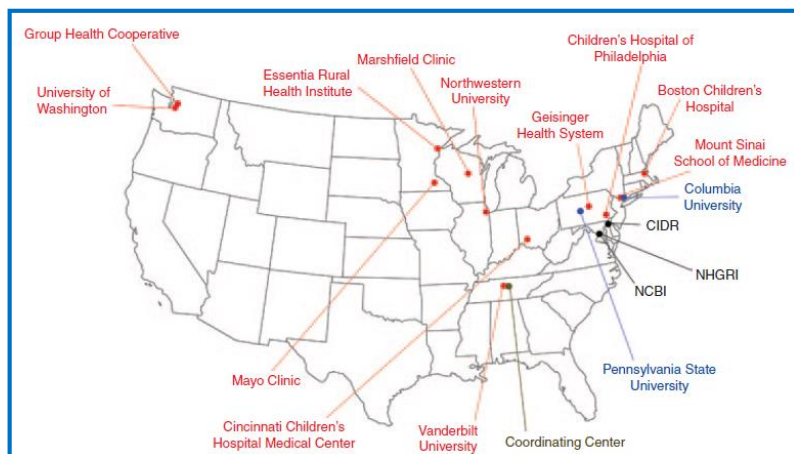 Group Health Cooperative
University of
Washington
Essentia Rural
Health Institute
Marshfield Clinic
Northwestern
University
Children's Hospital of
Philadelphia
Geisinger
Health System
Boston Children's
Hospital
Mount Sinai
School of Medicine
Columbia
University
CIDR
NHGRI
NCBI
Pennsylvania State
University
Mayo Clinic
Cincinnati Children's
Hospital Medical Center
Vanderbilt
University
Coordinating Center